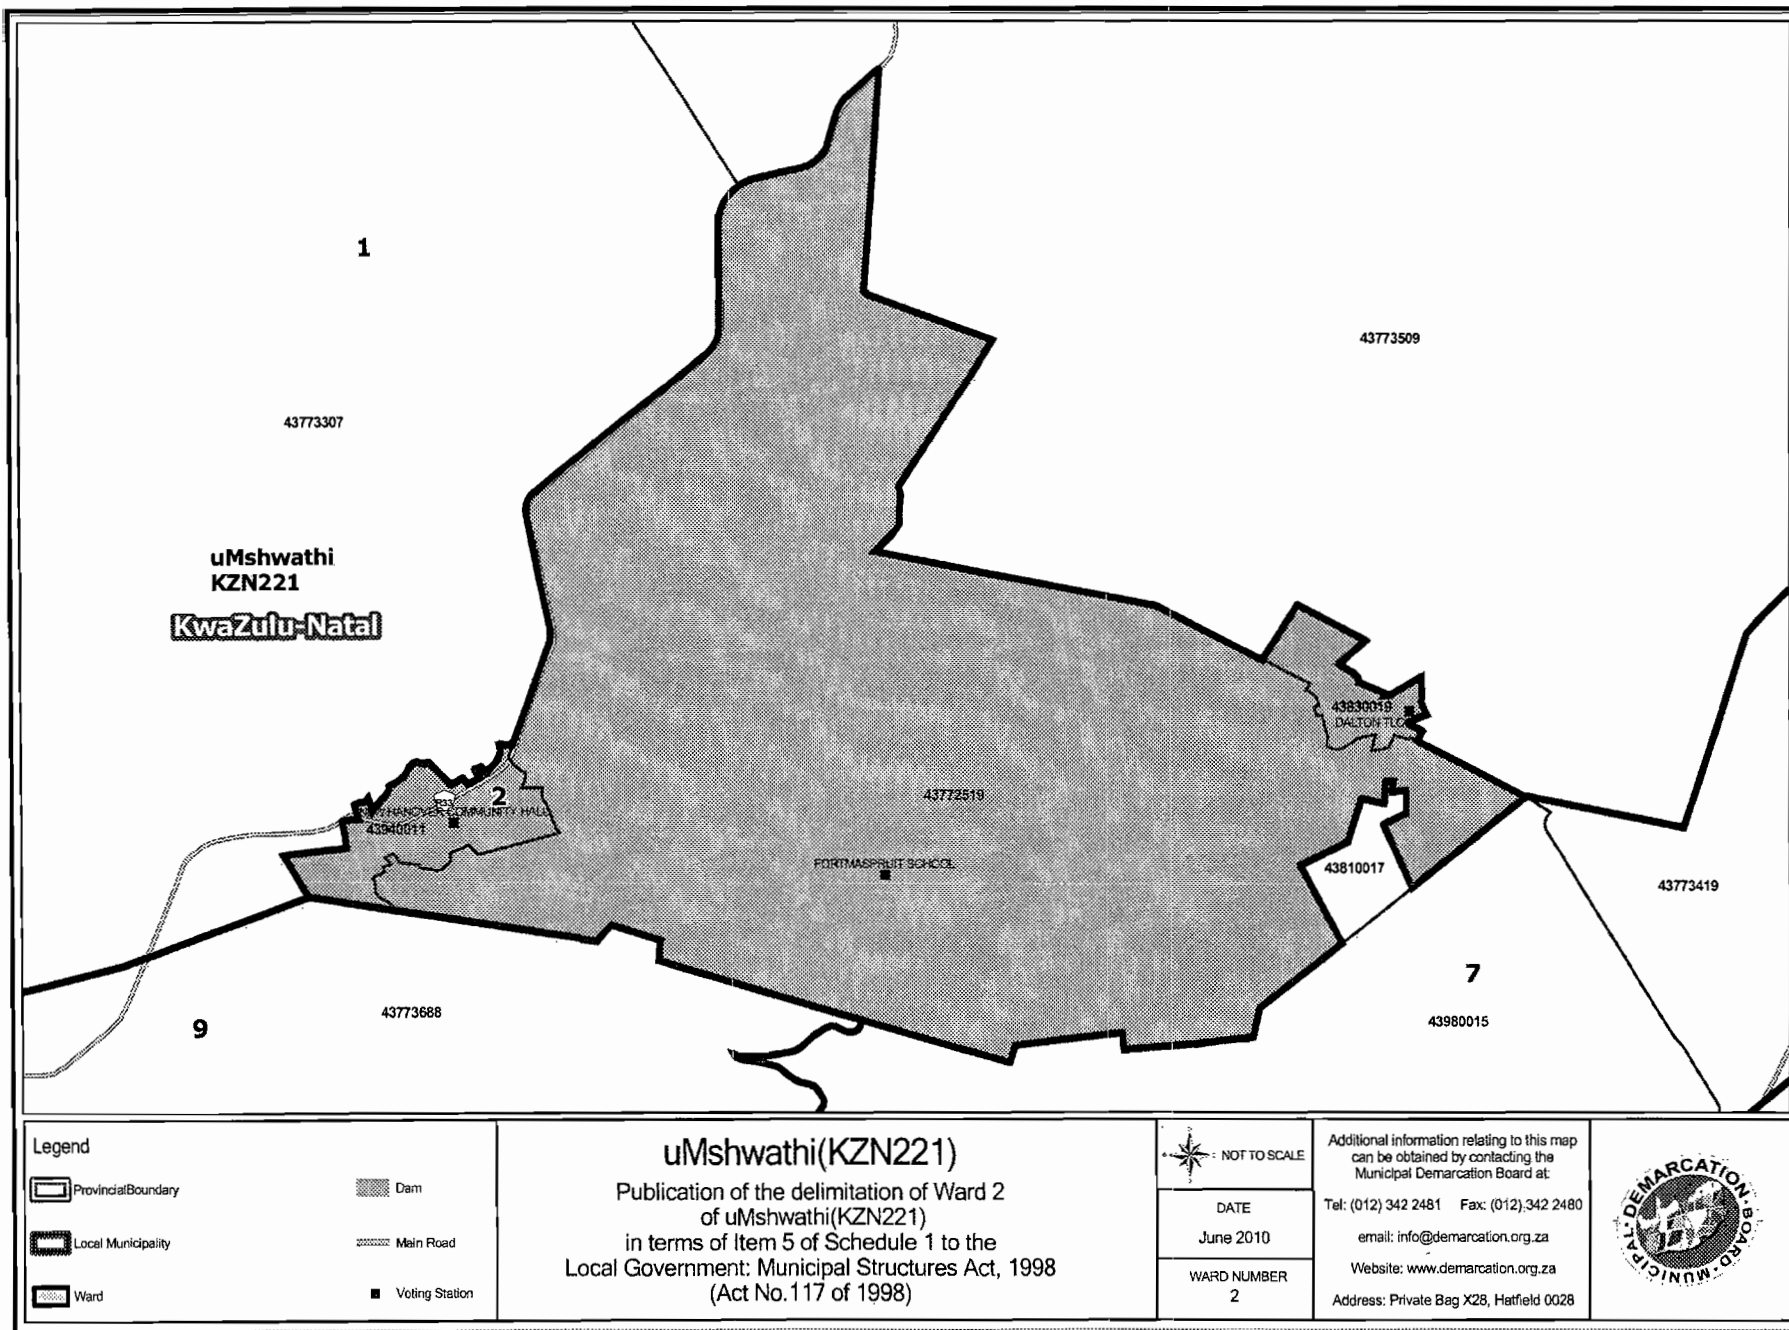 1
43773509
43773307
uMshwathi
KZN221
KwaZulu-Natal
43830019
DALTON TLC
2
R33
HANOVER COMMUNITY HALL
43940011
43772519
FORTMASPRUIT SCHOOL
43810017
43773419
7
43980015
9
43773688
Legend
ProvincialBoundary
Local Municipality
Ward
Dam
Main Road
Voting Station
uMshwathi(KZN221)
Publication of the delimitation of Ward 2
of uMshwathi(KZN221)
in terms of Item 5 of Schedule 1 to the
Local Government: Municipal Structures Act, 1998
(Act No.117 of 1998)
NOT TO SCALE
DATE
June 2010
WARD NUMBER
2
Additional information relating to this map
can be obtained by contacting the
Municipal Demarcation Board at:
Tel: (012) 342 2481 Fax: (012) 342 2480
email: info@demarcation.org.za
Website: www.demarcation.org.za
Address: Private Bag X28, Hatfield 0028
MUNICIPAL DEMARCATION BOARD